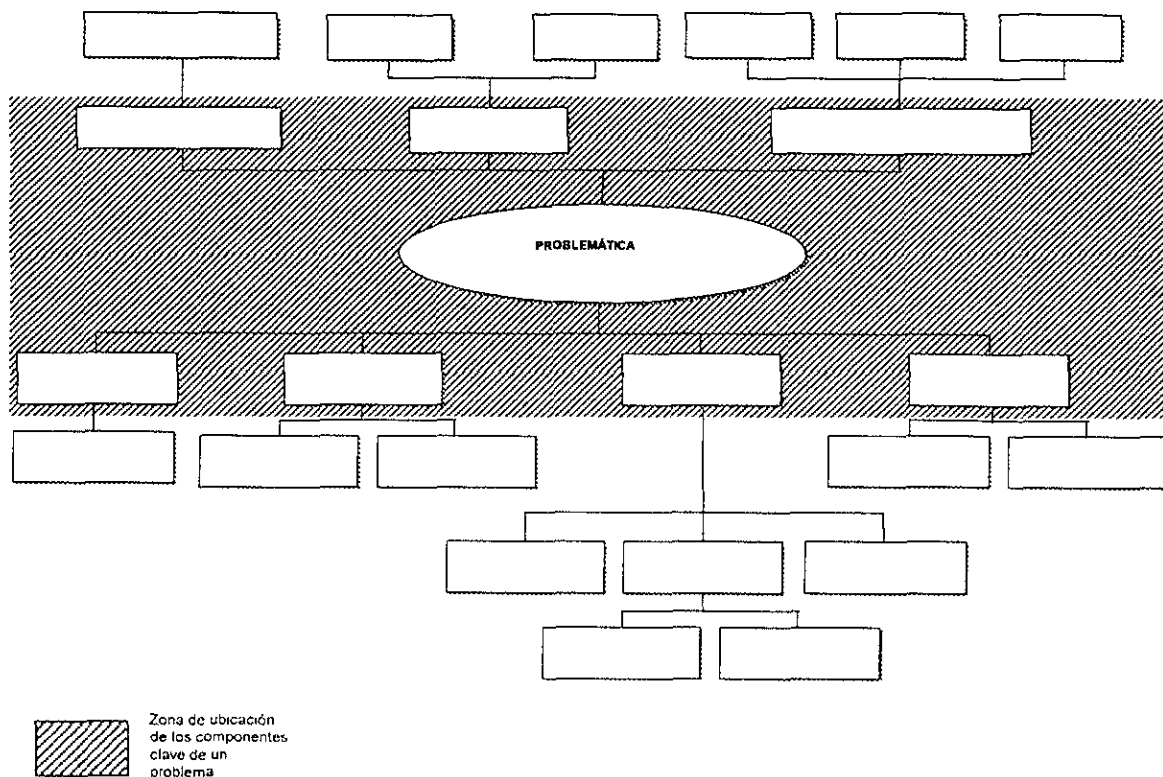 PROBLEMÁTICA
Zona de ubicación
de los componentes
clave de un
problema